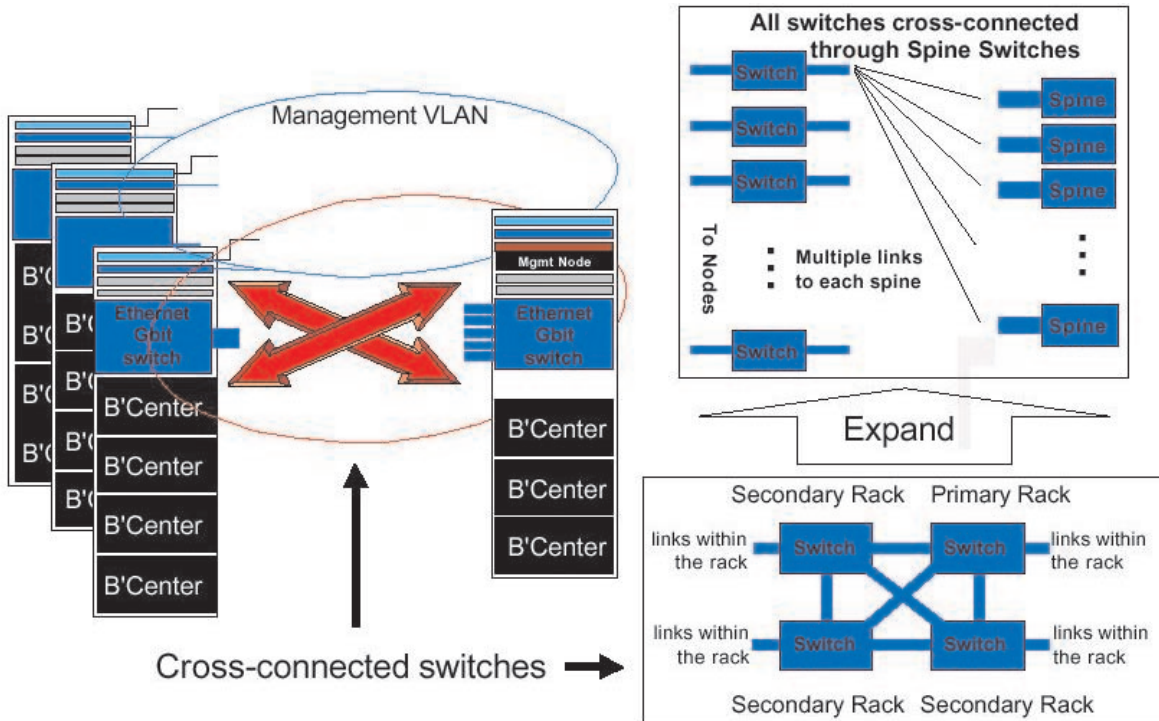 Management VLAN
B'C
B'C
B'C
B'C
B'C
B'C
B'C
B'C
Ethernet
Gbit
switch
B'Center
B'Center
B'Center
B'Center
Mgmt Node
Ethernet
Gbit
switch
B'Center
B'Center
B'Center
Cross-connected switches
All switches cross-connected
through Spine Switches
Switch
Switch
Switch
Switch
Spine
Spine
Spine
Spine
To Nodes
Multiple links
to each spine
Expand
Secondary Rack Primary Rack
links within
the rack
Switch
Switch
links within
the rack
links within
the rack
Switch
Switch
links within
the rack
Secondary Rack Secondary Rack